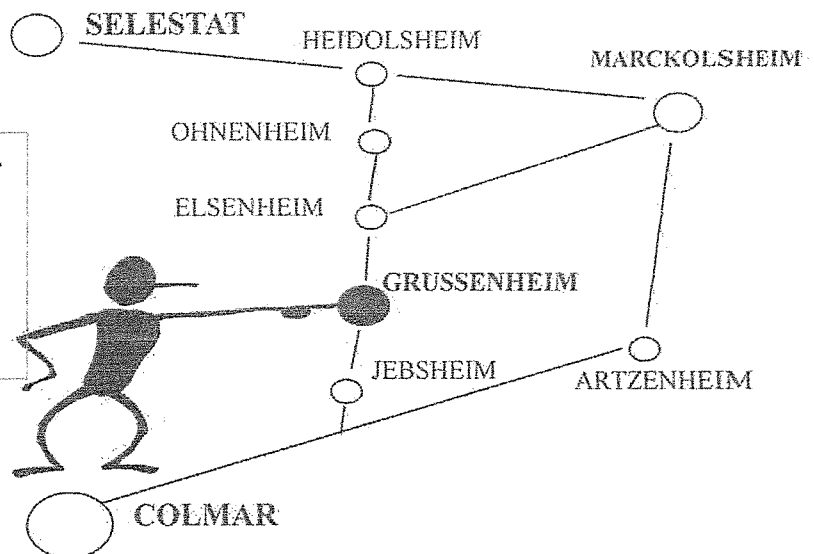 SELESTAT
HEIDOLSHEIM
MARCKOLSHEIM
OHNENHEIM
ELSENHEIM
GRUSSENHEIM
JEBSHEIM
ARTZENHEIM
COLMAR